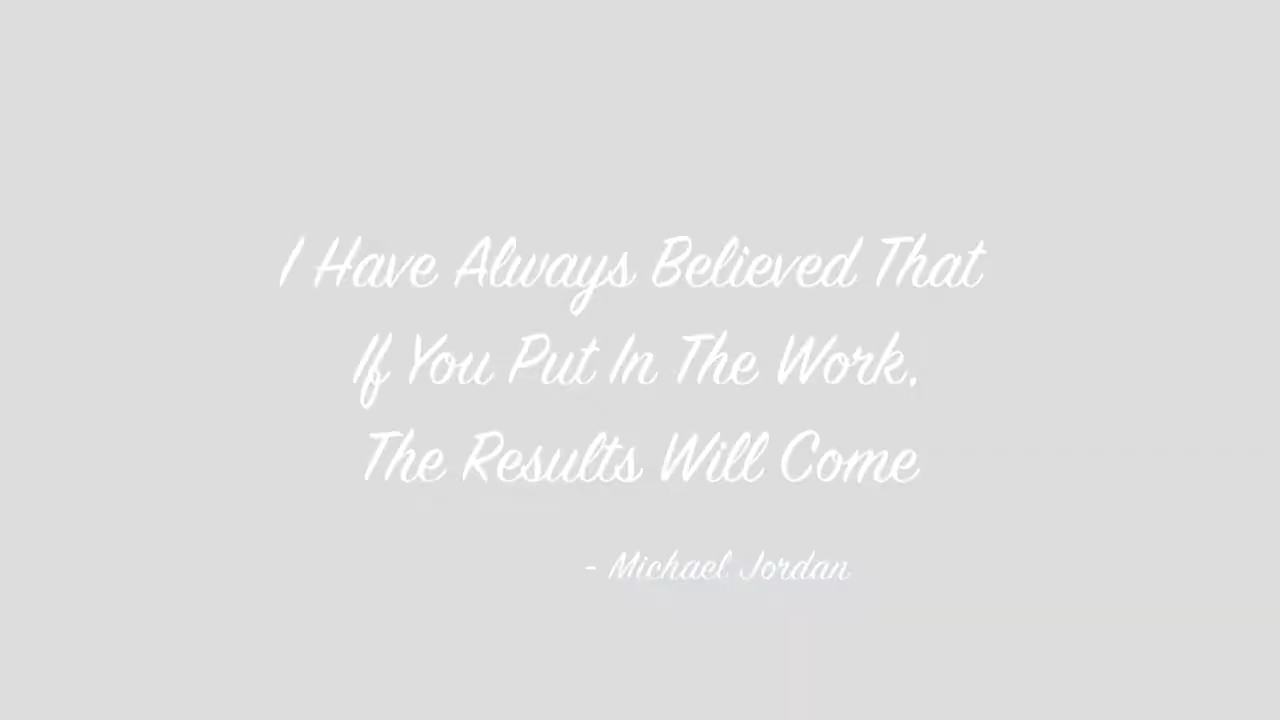 I Have Always Believed That
If You Put In The Work,
The Results Will Come
- Michael Jordan